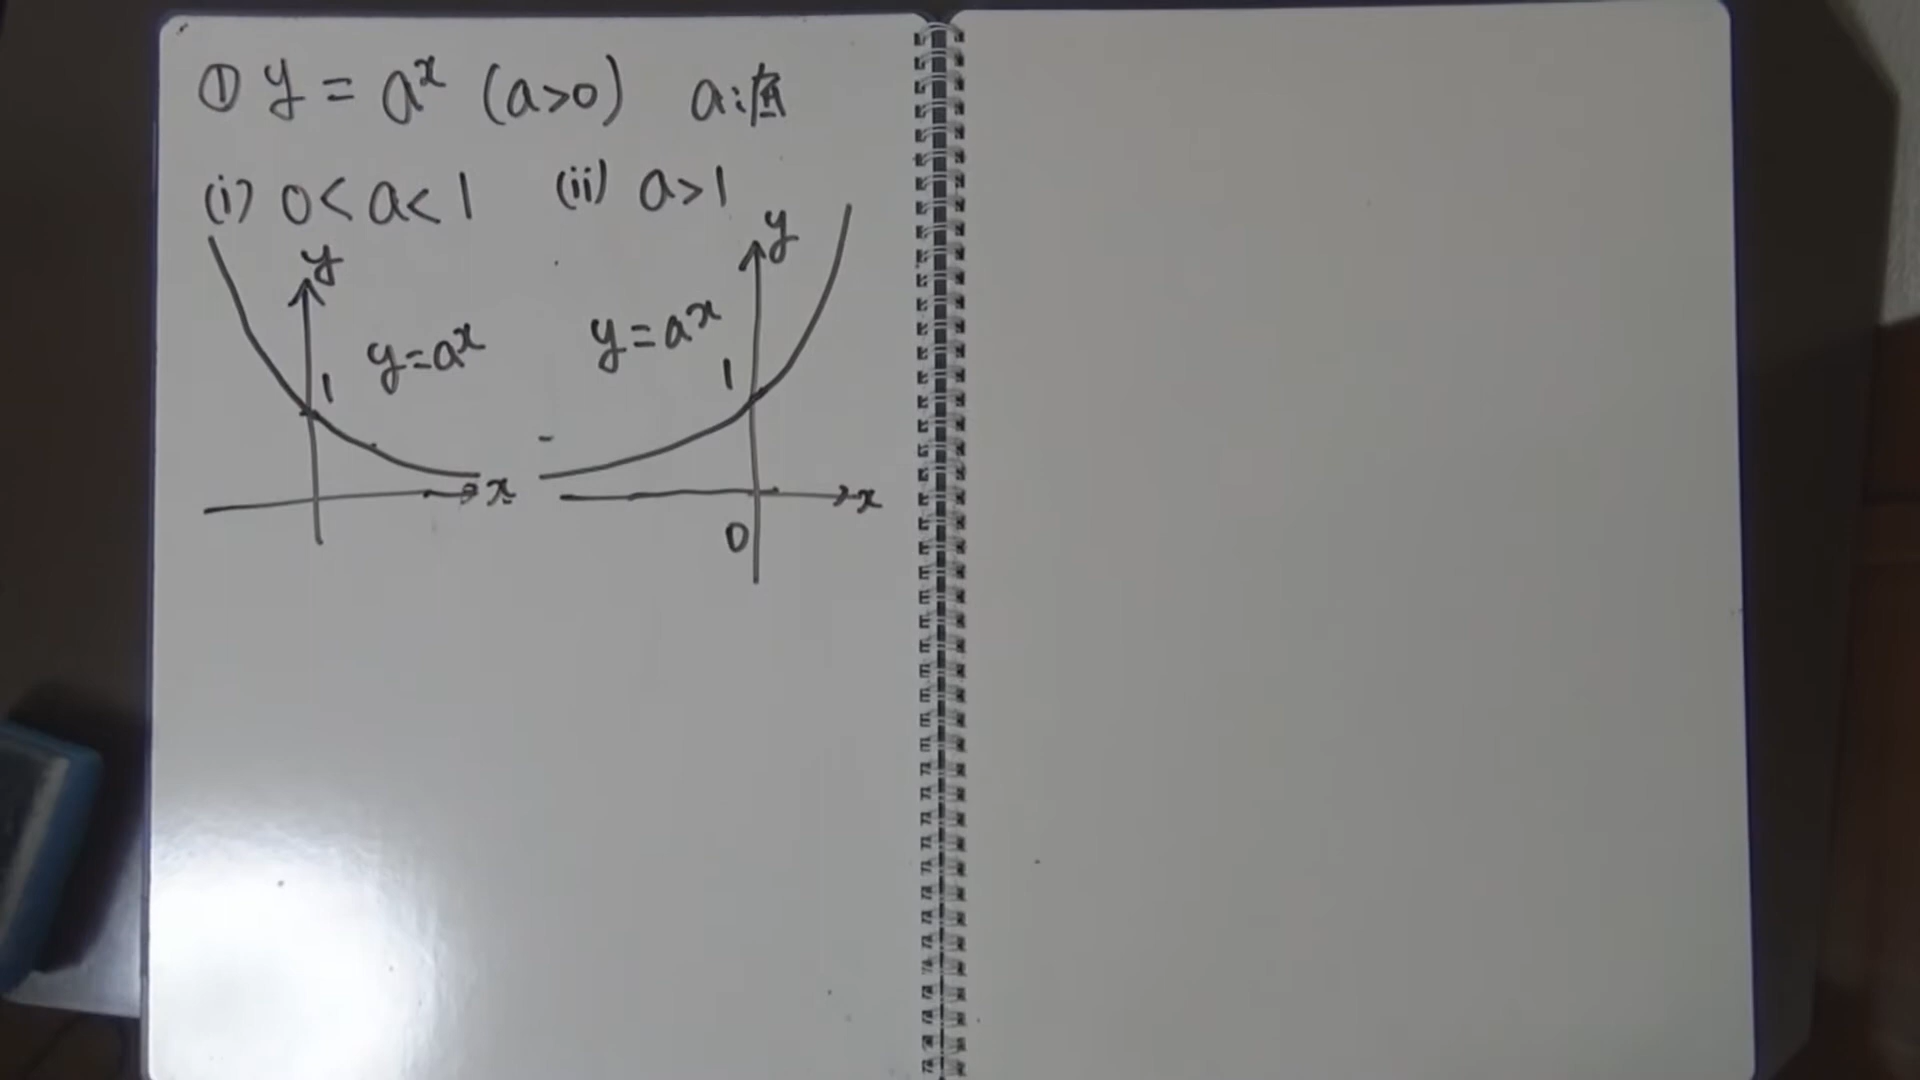 ① y = a^x (a>0) a:底
(i) 0<a<1 (ii) a>1
y y
y=a^x y=a^x
1 1
x x
0